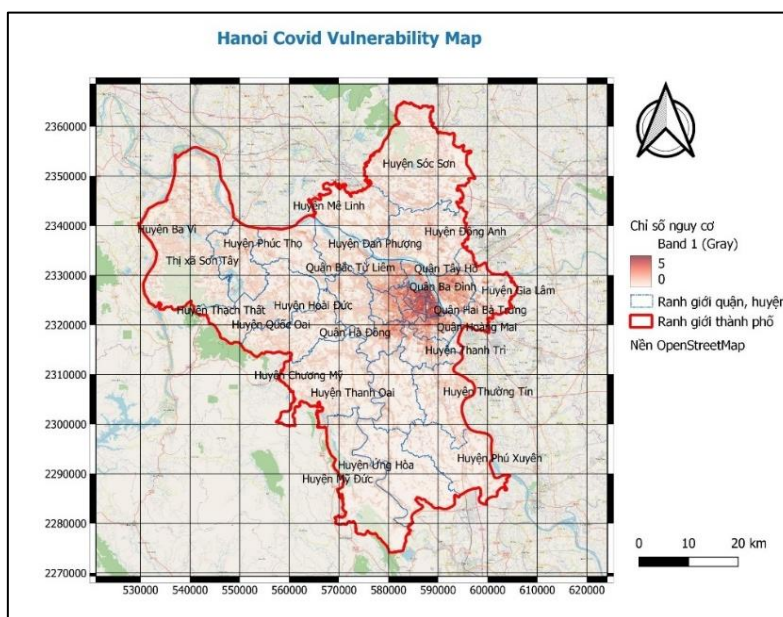 Hanoi Covid Vulnerability Map
2360000
2350000
2340000
2330000
2320000
2310000
2300000
2290000
2280000
2270000
Huyện Sóc Sơn
Huyện Mê Linh
Huyện Ba Vì
Huyện Đông Anh
Huyện Phúc Thọ
Huyện Đan Phượng
Thị xã Sơn Tây
Quận Bắc Từ Liêm
Quận Tây Hồ
Quận Ba Đình
Huyện Gia Lâm
Huyện Thạch Thất
Huyện Hoài Đức
Quận Hai Bà Trưng
Huyện Quốc Oai
Quận Hà Đông
Quận Hoàng Mai
Huyện Thanh Trì
Huyện Chương Mỹ
Huyện Thanh Oai
Huyện Thường Tín
Huyện Ứng Hòa
Huyện Phú Xuyên
Huyện Mỹ Đức
530000 540000 550000 560000 570000 580000 590000 600000 610000 620000
Chỉ số nguy cơ
Band 1 (Gray)
5
0
Ranh giới quận, huyện
Ranh giới thành phố
Nền OpenStreetMap
0 10 20 km